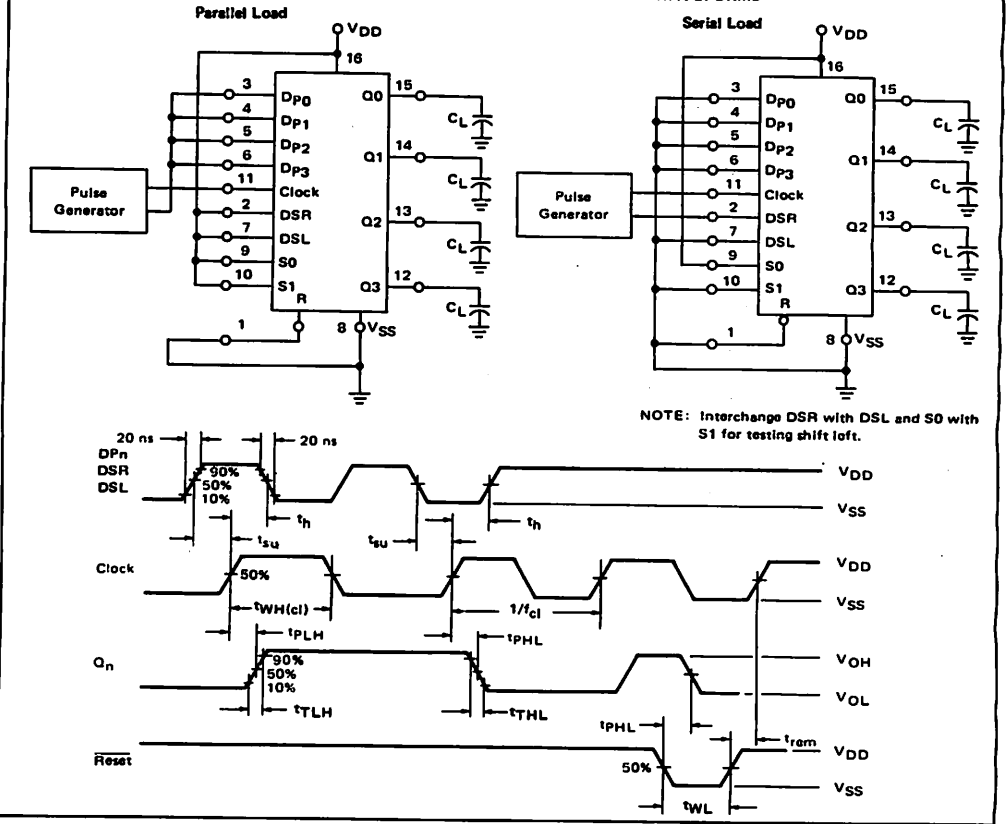 Parallel Load
VDD
16
3 DP0 Q0 15
CL
4 DP1
5 DP2
Q1 14
CL
6 DP3
11 Clock
Pulse
Generator
2 DSR
Q2 13
CL
7 DSL
9 S0
10 S1
Q3 12
CL
R
1
8 VSS
Serial Load
VDD
16
3 DP0 Q0 15
CL
4 DP1
5 DP2
Q1 14
CL
6 DP3
11 Clock
Pulse
Generator
2 DSR
Q2 13
CL
7 DSL
9 S0
10 S1
Q3 12
CL
R
1
8 VSS
NOTE: Interchange DSR with DSL and S0 with
S1 for testing shift left.
20 ns 20 ns
DPn
DSR
DSL
90%
50%
10%
VDD
VSS
th
tsu
tsu
th
Clock
50%
VDD
VSS
tWH(cl)
1/fcl
tPLH
tPHL
Qn
90%
50%
10%
VOH
VOL
tTLH
tTHL
tPHL
trem
Reset
50%
VDD
VSS
tWL